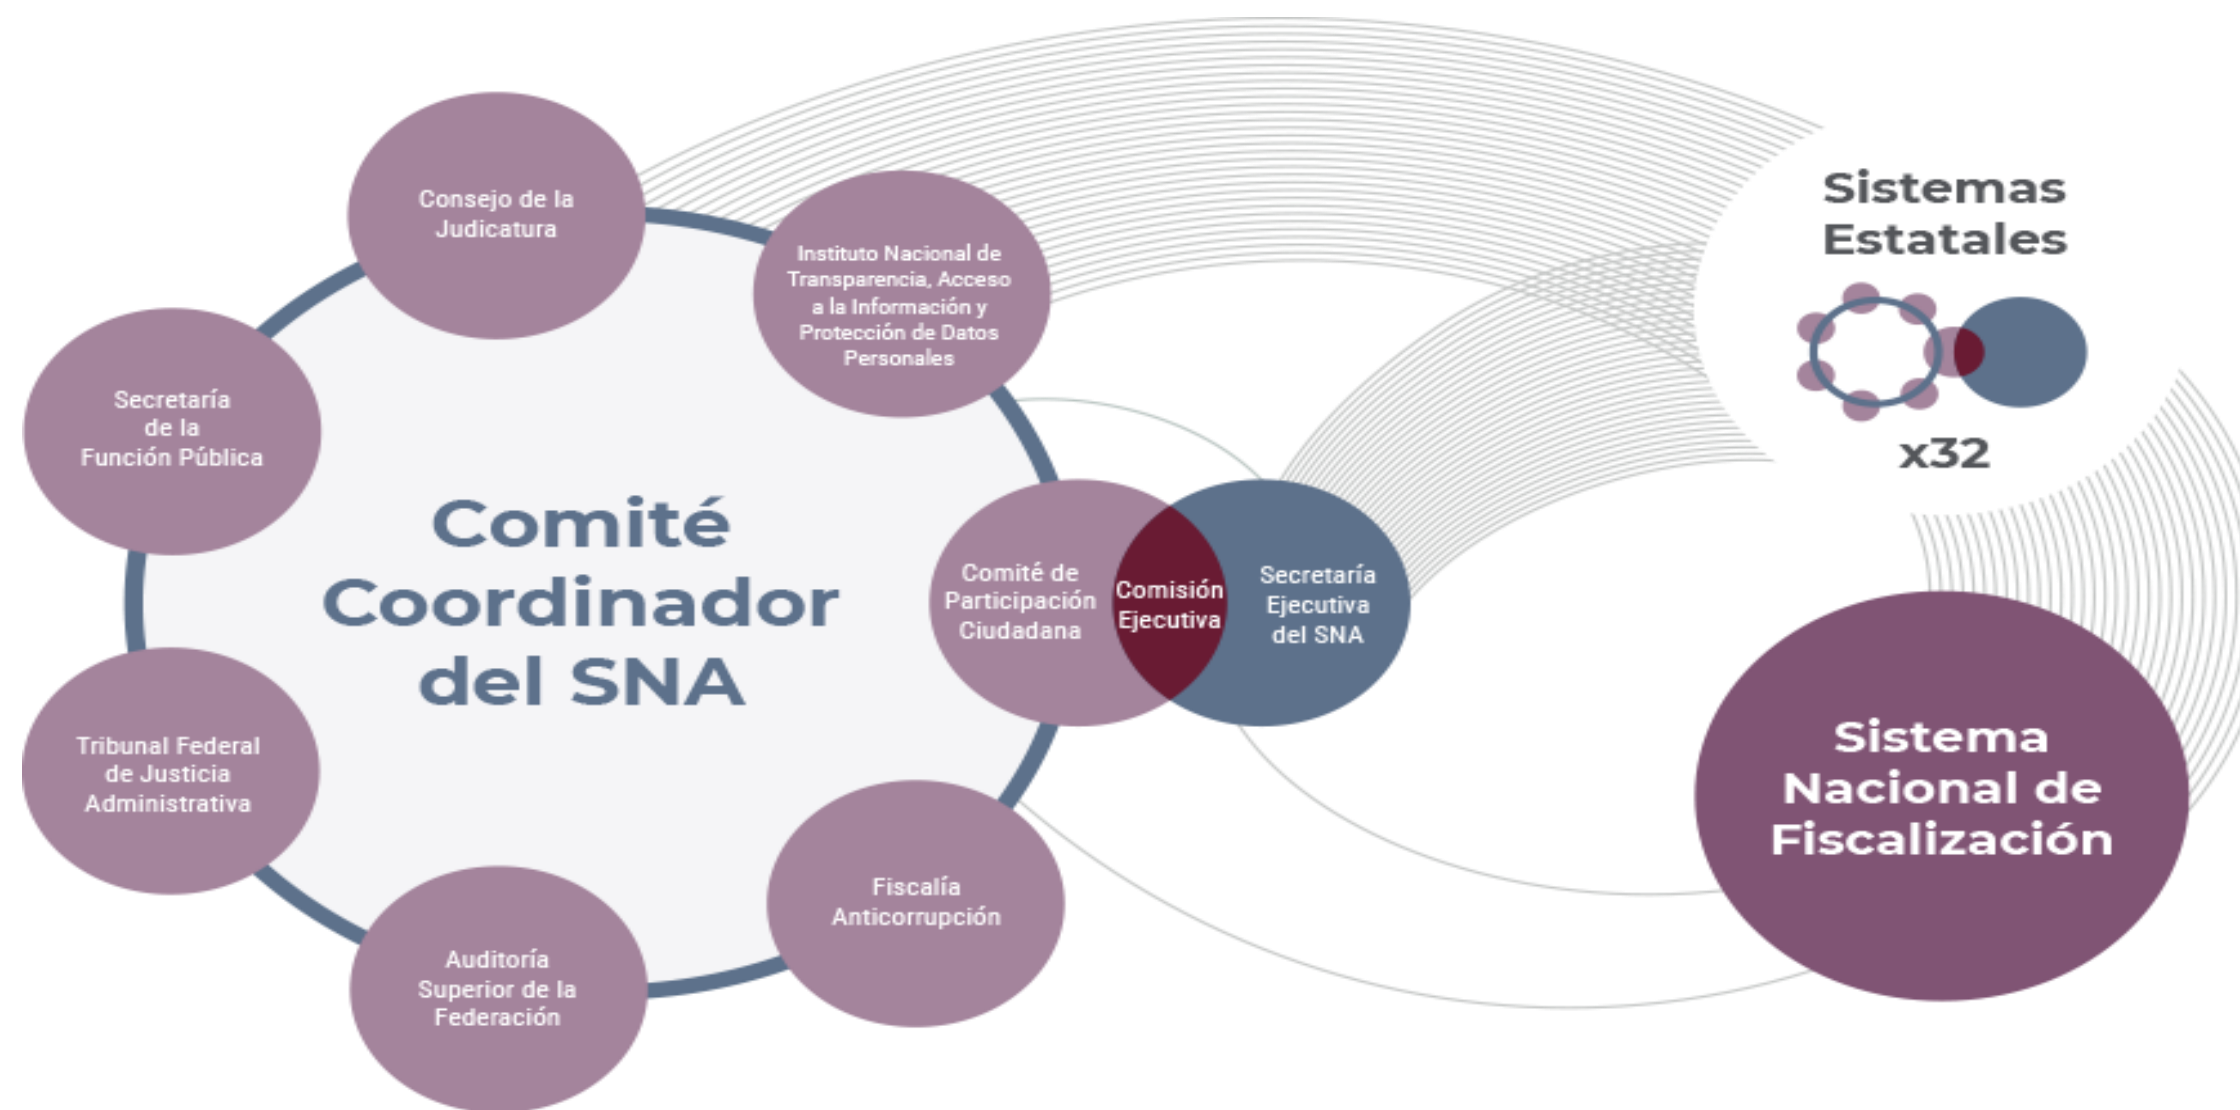 Consejo de la
Judicatura
Instituto Nacional de
Transparencia, Acceso
a la Información y
Protección de Datos
Personales
Secretaría
de la
Función Pública
Comité
Coordinador
del SNA
Comité de
Participación
Ciudadana
Comisión
Ejecutiva
Secretaría
Ejecutiva
del SNA
Tribunal Federal
de Justicia
Administrativa
Auditoría
Superior de la
Federación
Fiscalía
Anticorrupción
Sistemas
Estatales
x32
Sistema
Nacional de
Fiscalización